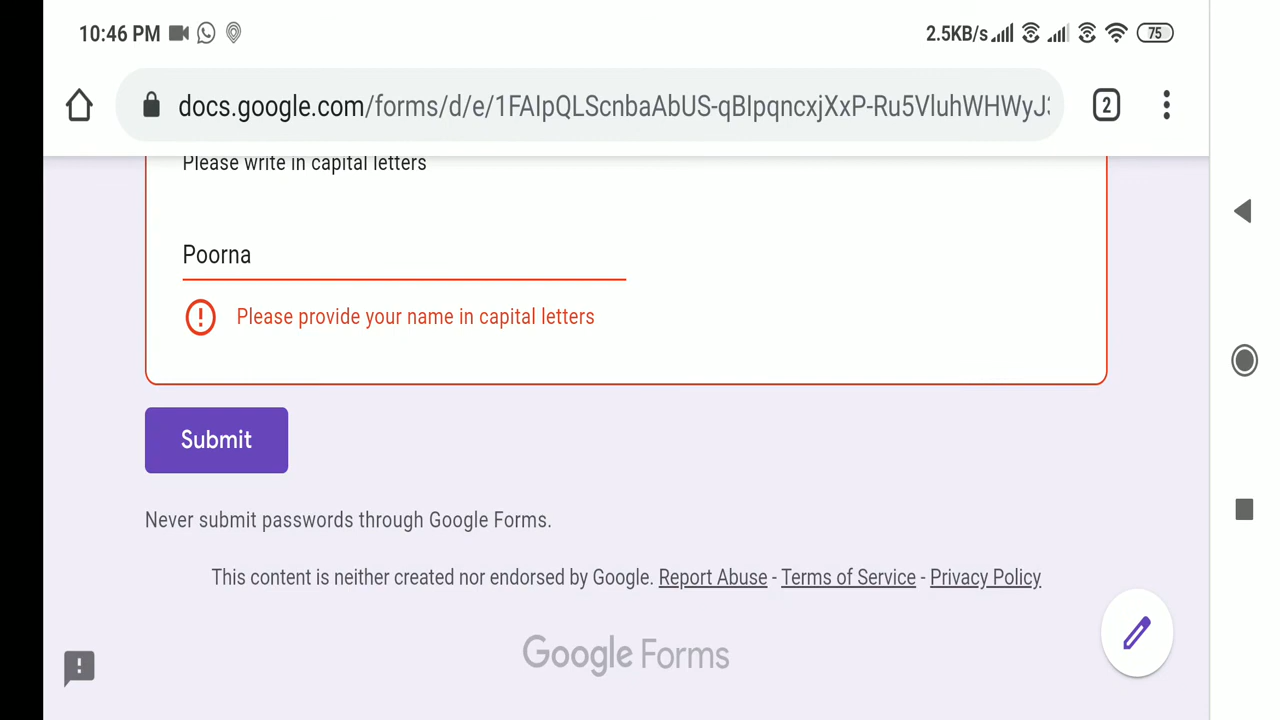 10:46 PM 2.5KB/s 75
docs.google.com/forms/d/e/1FAIpQLScnbaAbUS-qBIpqncxjXxP-Ru5VluhWHWyJ 2
Please write in capital letters
Poorna
Please provide your name in capital letters
Submit
Never submit passwords through Google Forms.
This content is neither created nor endorsed by Google. Report Abuse - Terms of Service - Privacy Policy
Google Forms